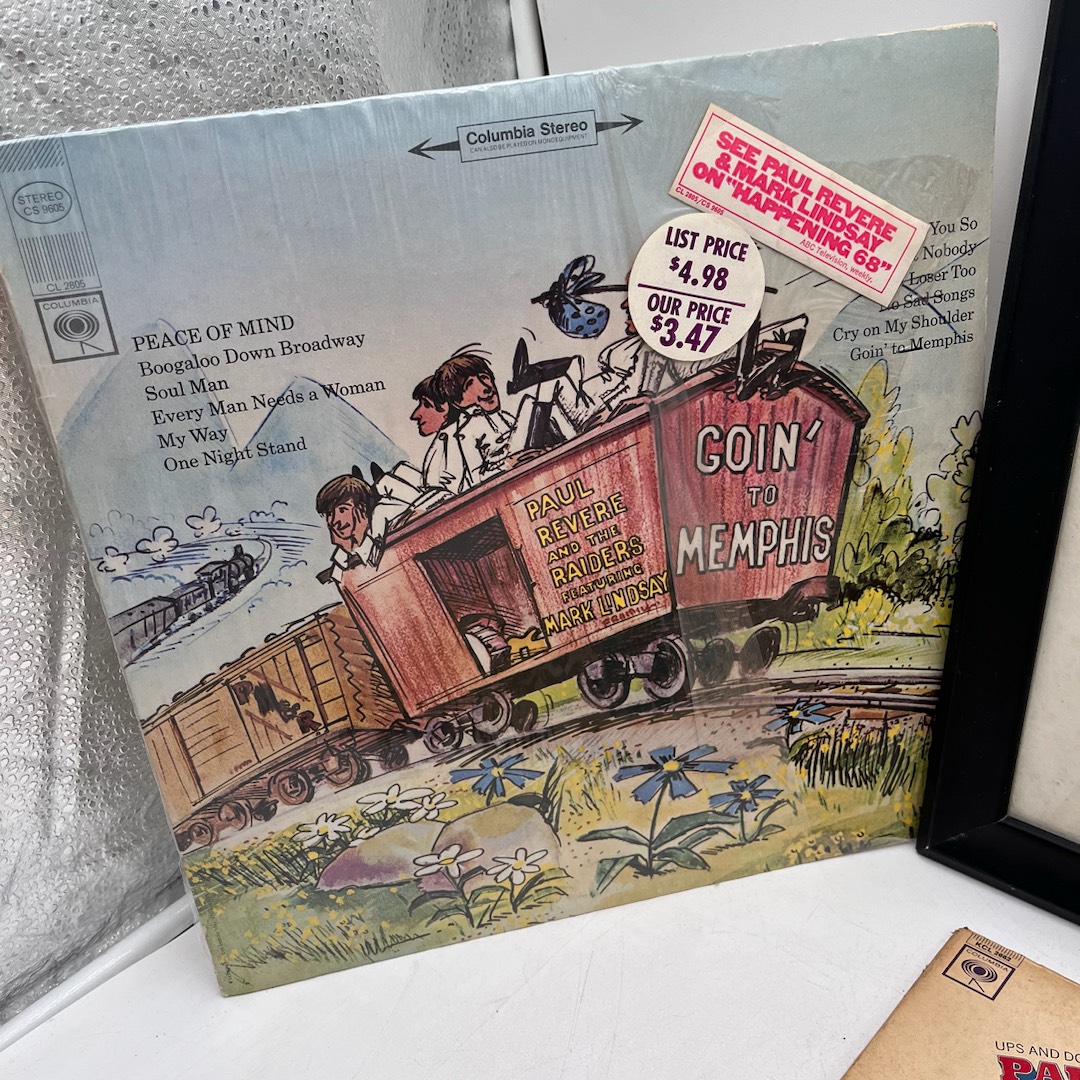 Columbia Stereo
CAN ALSO BE PLAYED ON MONO EQUIPMENT
STEREO
CS 9605
CL 2805
COLUMBIA
SEE PAUL REVERE
& MARK LINDSAY
ON "HAPPENING 68"
ABC Television, weekly.
CL 2805/CS 9605
LIST PRICE
$4.98
OUR PRICE
$3.47
PEACE OF MIND
Boogaloo Down Broadway
Soul Man
Every Man Needs a Woman
My Way
One Night Stand
You So
Nobody
Loser Too
Sad Songs
Cry on My Shoulder
Goin' to Memphis
PAUL
REVERE
AND THE
RAIDERS
FEATURING
MARK LINDSAY
GOIN'
TO
MEMPHIS
KCL 2662
COLUMBIA
UPS AND DO
PA